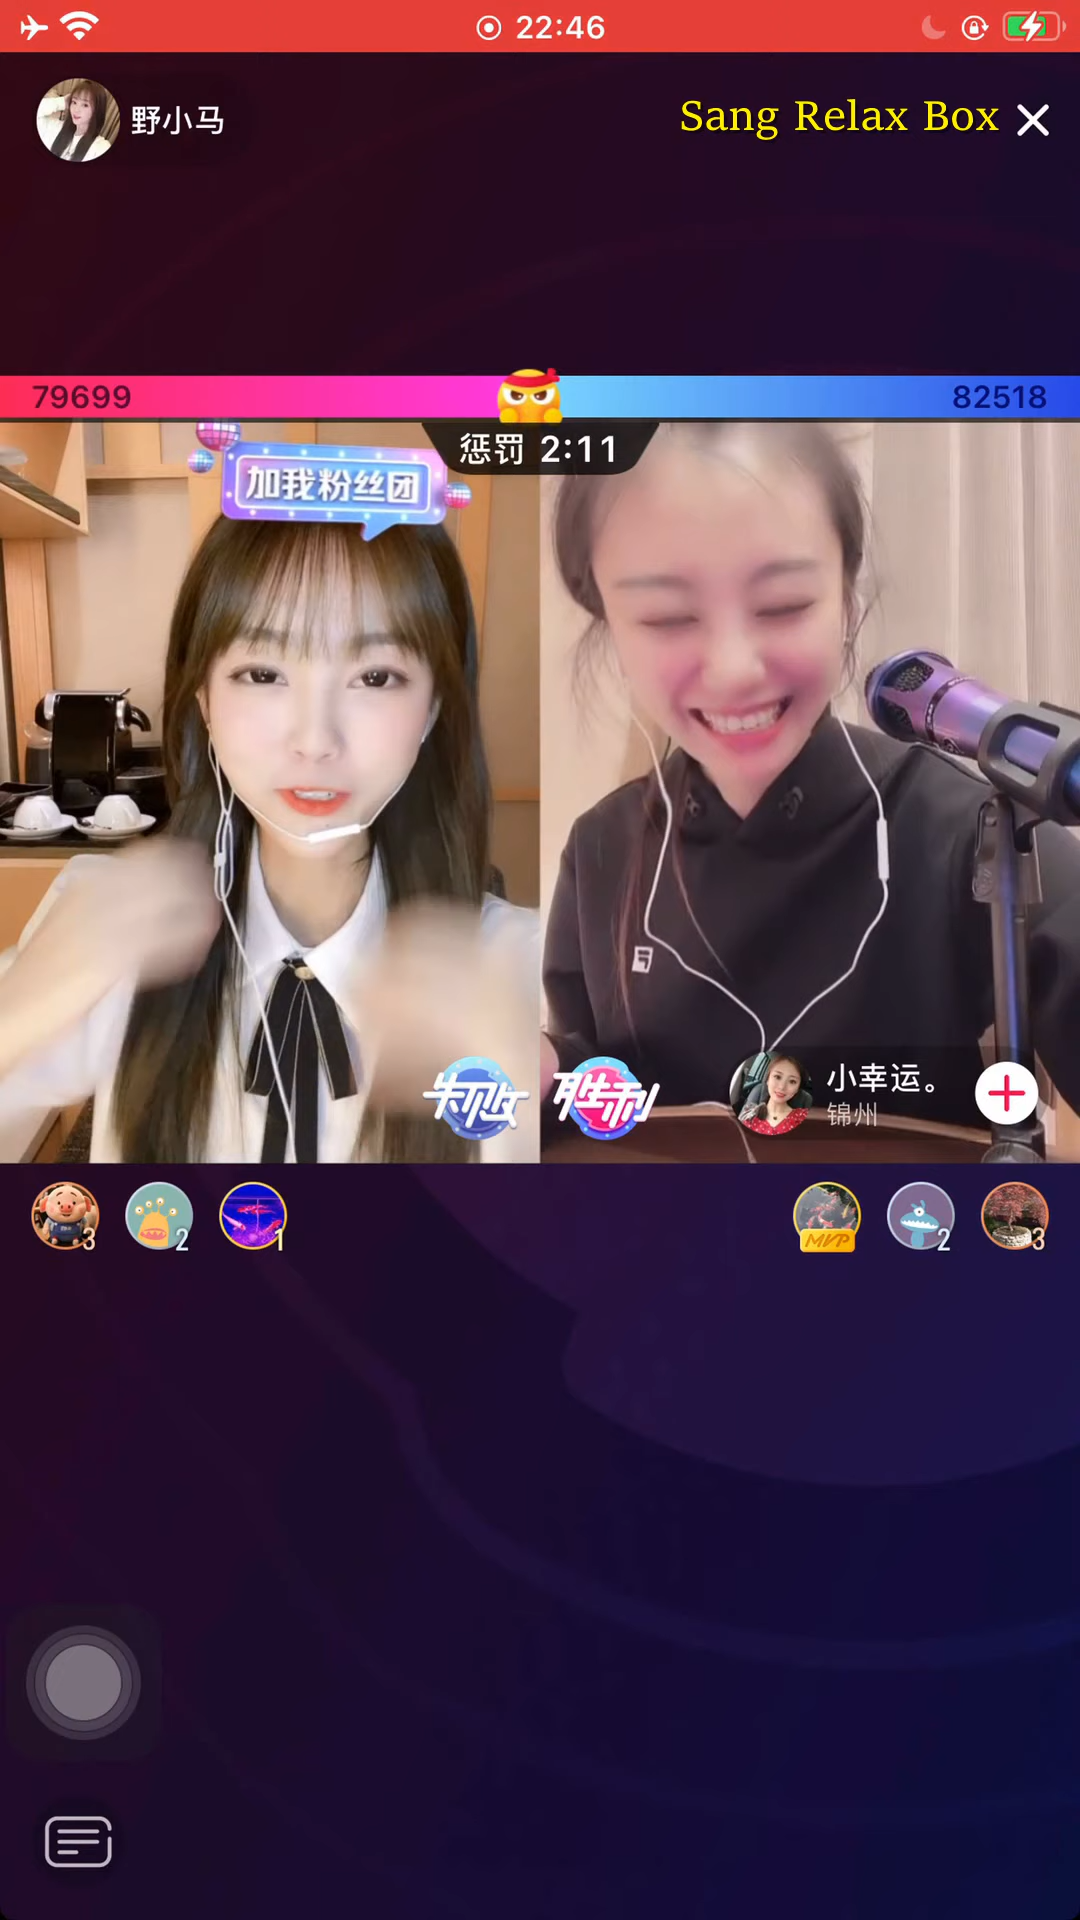 22:46
野小马
Sang Relax Box
79699
82518
惩罚 2:11
加我粉丝团
失败
胜利
小幸运。
锦州
3
2
1
MVP
2
3